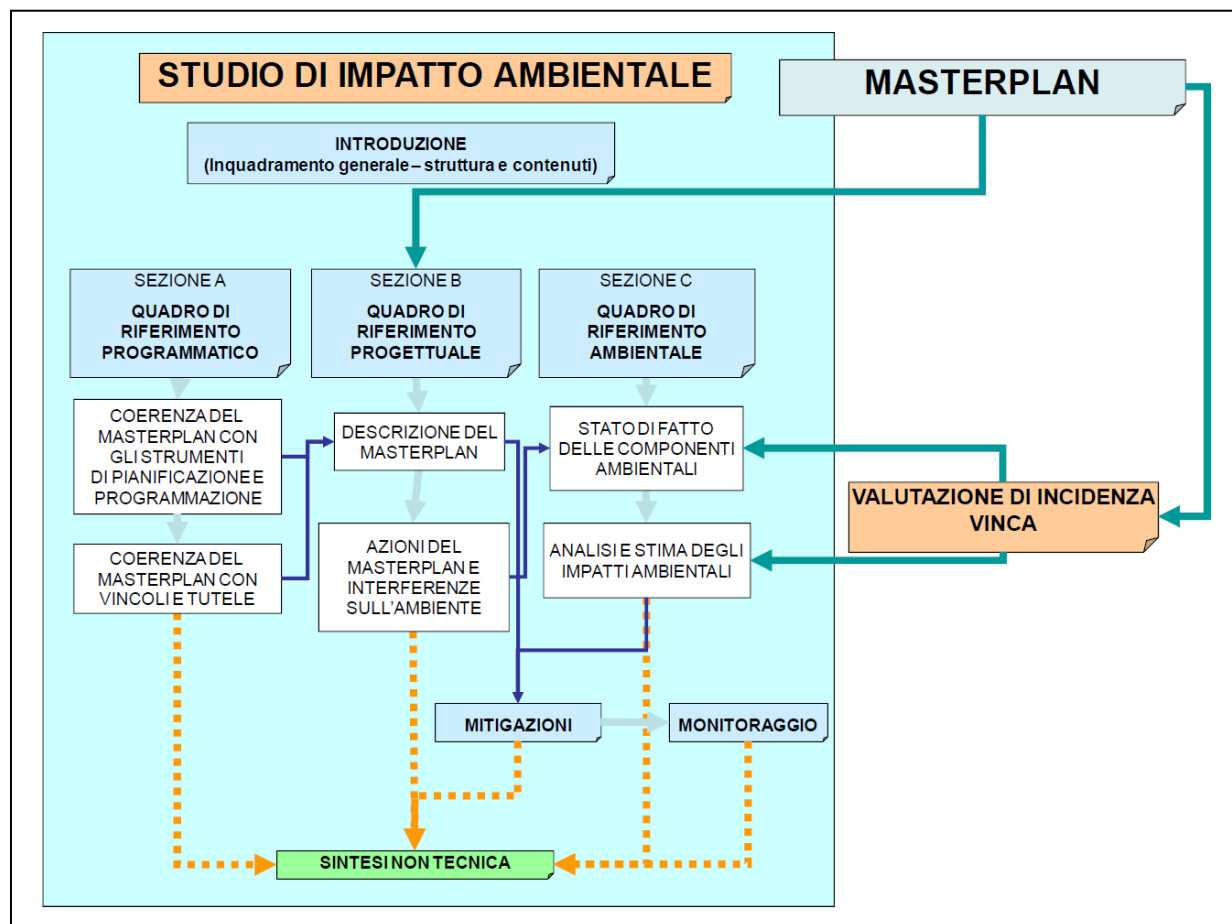 STUDIO DI IMPATTO AMBIENTALE
MASTERPLAN
INTRODUZIONE
(Inquadramento generale – struttura e contenuti)
SEZIONE A
QUADRO DI
RIFERIMENTO
PROGRAMMATICO
SEZIONE B
QUADRO DI
RIFERIMENTO
PROGETTUALE
SEZIONE C
QUADRO DI
RIFERIMENTO
AMBIENTALE
COERENZA DEL
MASTERPLAN CON
GLI STRUMENTI
DI PIANIFICAZIONE E
PROGRAMMAZIONE
DESCRIZIONE DEL
MASTERPLAN
STATO DI FATTO
DELLE COMPONENTI
AMBIENTALI
VALUTAZIONE DI INCIDENZA
VINCA
COERENZA DEL
MASTERPLAN CON
VINCOLI E TUTELE
AZIONI DEL
MASTERPLAN E
INTERFERENZE
SULL'AMBIENTE
ANALISI E STIMA DEGLI
IMPATTI AMBIENTALI
MITIGAZIONI
MONITORAGGIO
SINTESI NON TECNICA